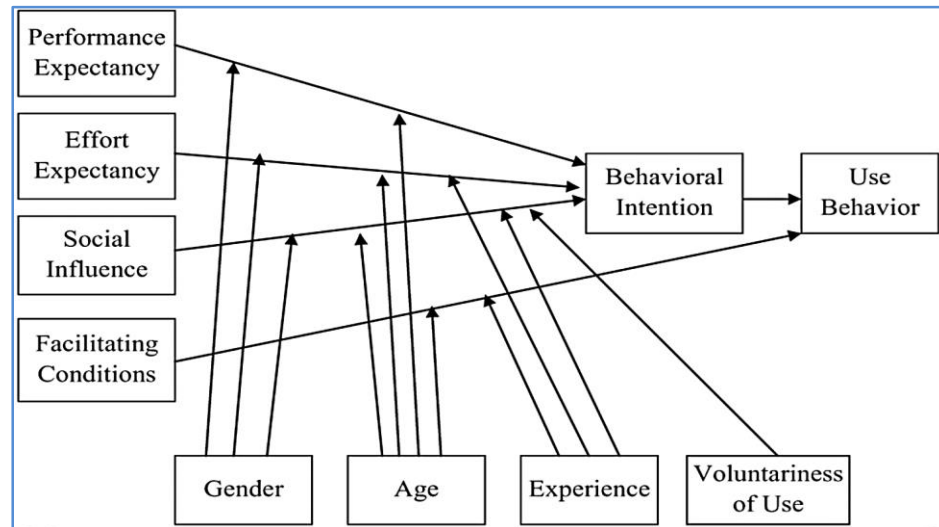 Performance
Expectancy
Effort
Expectancy
Social
Influence
Facilitating
Conditions
Behavioral
Intention
Use
Behavior
Gender
Age
Experience
Voluntariness
of Use